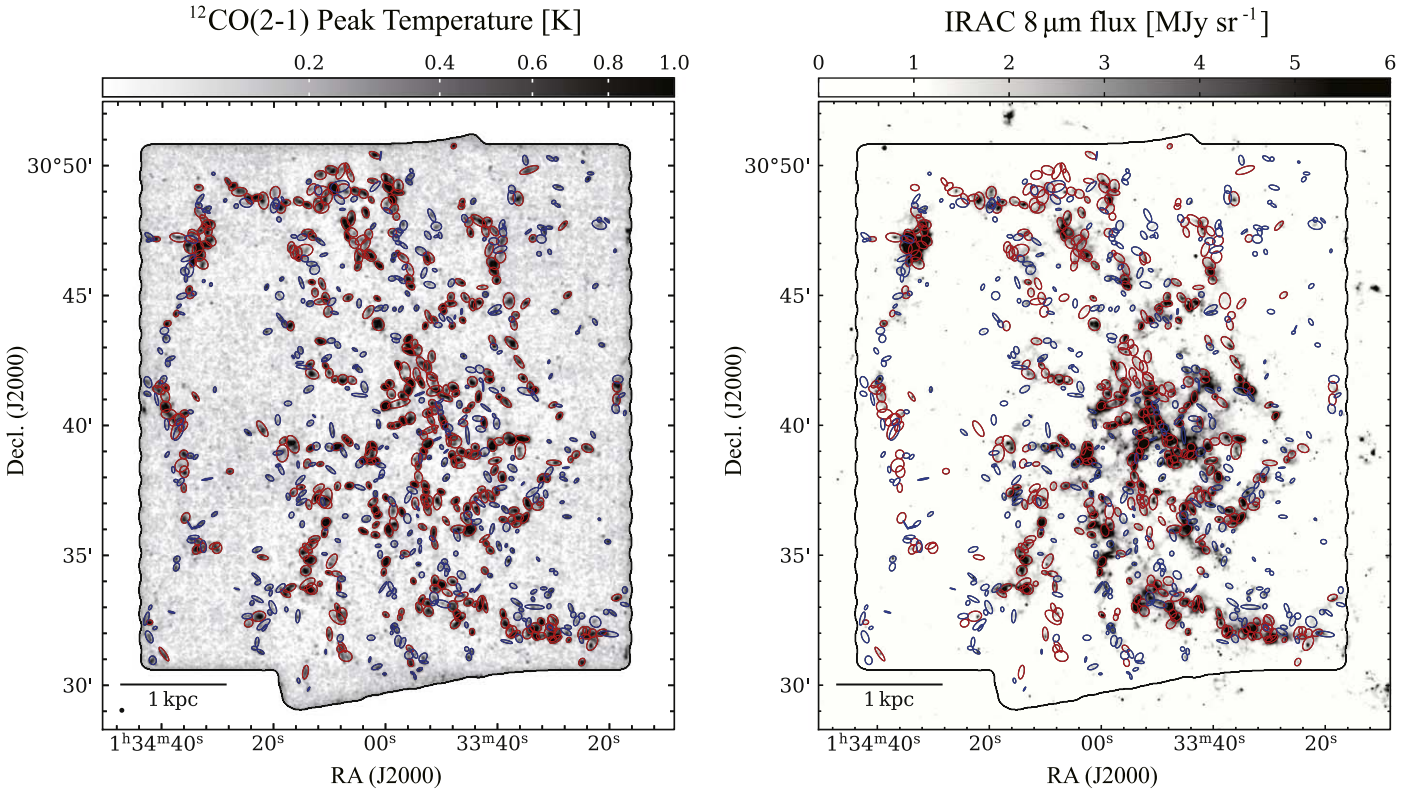 ¹²CO(2-1) Peak Temperature [K]
0.2 0.4 0.6 0.8 1.0
30°50'
45'
40'
35'
30'
Decl. (J2000)
1 kpc
1ʰ34ᵐ40ˢ 20ˢ 00ˢ 33ᵐ40ˢ 20ˢ
RA (J2000)
IRAC 8 μm flux [MJy sr⁻¹]
0 1 2 3 4 5 6
30°50'
45'
40'
35'
30'
Decl. (J2000)
1 kpc
1ʰ34ᵐ40ˢ 20ˢ 00ˢ 33ᵐ40ˢ 20ˢ
RA (J2000)